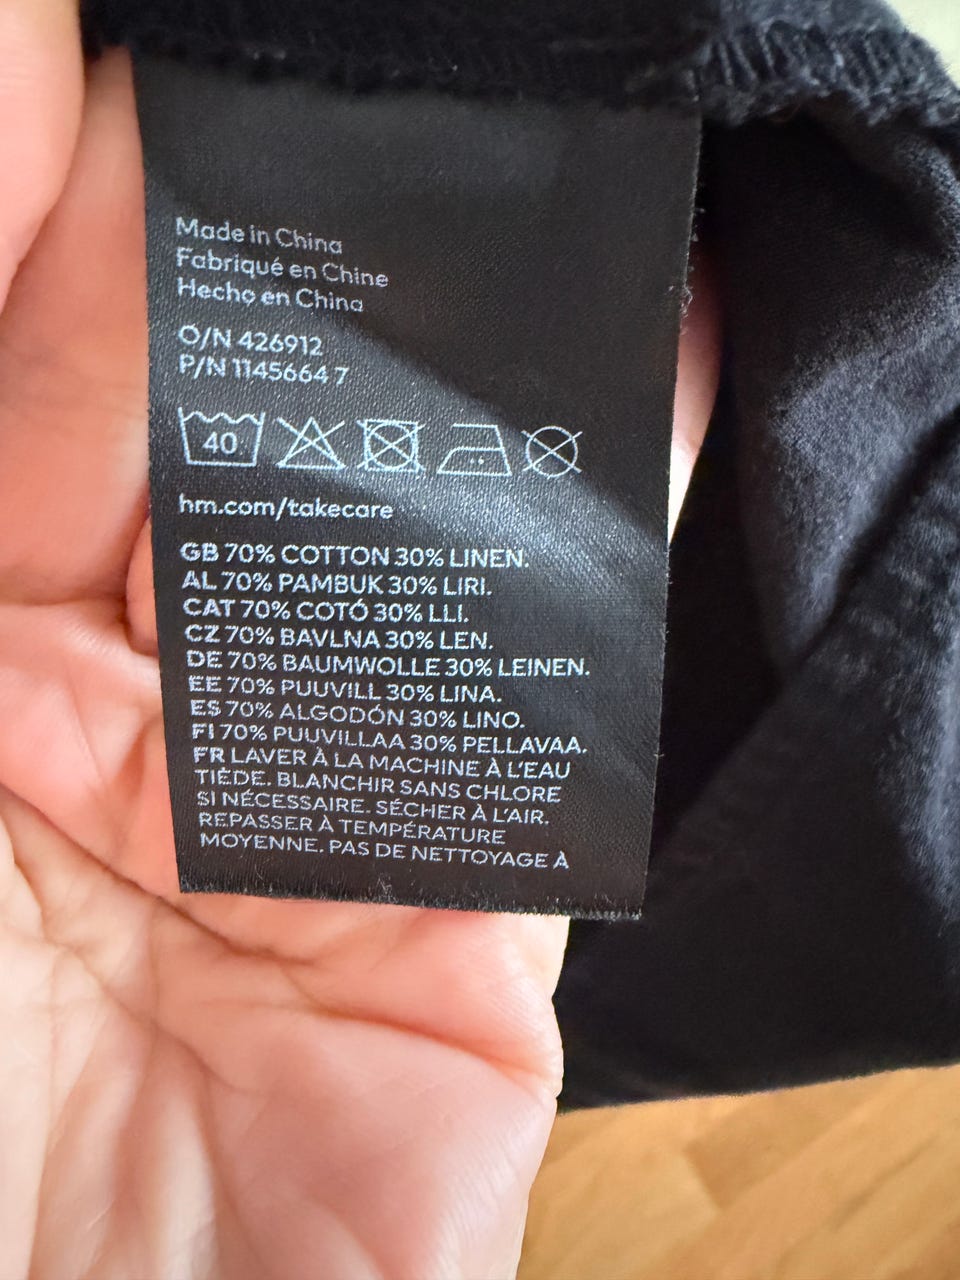 Made in China
Fabriqué en Chine
Hecho en China
O/N 426912
P/N 1145664 7
40
hm.com/takecare
GB 70% COTTON 30% LINEN.
AL 70% PAMBUK 30% LIRI.
CAT 70% COTÓ 30% LLI.
CZ 70% BAVLNA 30% LEN.
DE 70% BAUMWOLLE 30% LEINEN.
EE 70% PUUVILL 30% LINA.
ES 70% ALGODÓN 30% LINO.
FI 70% PUUVILLAA 30% PELLAVAA.
FR LAVER À LA MACHINE À L'EAU
TIÈDE. BLANCHIR SANS CHLORE
SI NÉCESSAIRE. SÉCHER À L'AIR.
REPASSER À TEMPÉRATURE
MOYENNE. PAS DE NETTOYAGE À